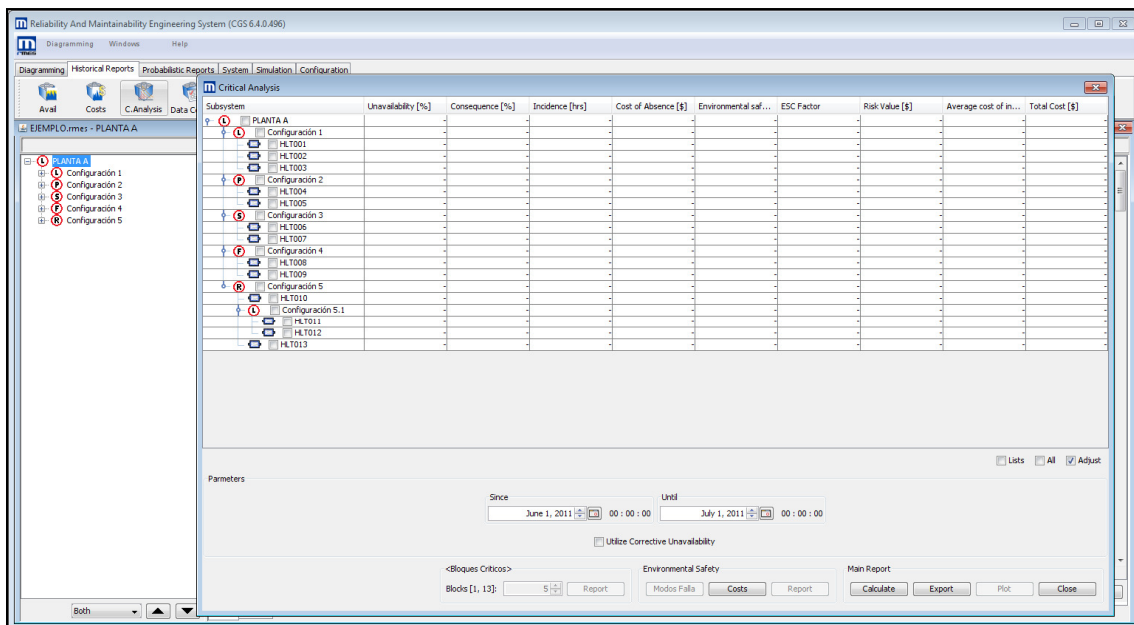 Reliability And Maintainability Engineering System (CGS 6.4.0.496)
Diagramming Windows Help
Diagramming Historical Reports Probabilistic Reports System Simulation Configuration
Avail Costs C.Analysis Data C
EJEMPLO.rmes - PLANTA A
PLANTA A
Configuración 1
Configuración 2
Configuración 3
Configuración 4
Configuración 5
Both
Critical Analysis
Subsystem Unavailability [%] Consequence [%] Incidence [hrs] Cost of Absence [$] Environmental saf... ESC Factor Risk Value [$] Average cost of in... Total Cost [$]
L PLANTA A - - - - - - - - -
L Configuración 1 - - - - - - - - -
HLT001 - - - - - - - - -
HLT002 - - - - - - - - -
HLT003 - - - - - - - - -
P Configuración 2 - - - - - - - - -
HLT004 - - - - - - - - -
HLT005 - - - - - - - - -
S Configuración 3 - - - - - - - - -
HLT006 - - - - - - - - -
HLT007 - - - - - - - - -
F Configuración 4 - - - - - - - - -
HLT008 - - - - - - - - -
HLT009 - - - - - - - - -
R Configuración 5 - - - - - - - - -
HLT010 - - - - - - - - -
L Configuración 5.1 - - - - - - - - -
HLT011 - - - - - - - - -
HLT012 - - - - - - - - -
HLT013 - - - - - - - - -
Lists All Adjust
Parmeters
Since Until
June 1, 2011 00 : 00 : 00 July 1, 2011 00 : 00 : 00
Utilize Corrective Unavailability
<Bloques Criticos> Environmental Safety Main Report
Blocks [1, 13]: 5 Report Modos Falla Costs Report Calculate Export Plot Close